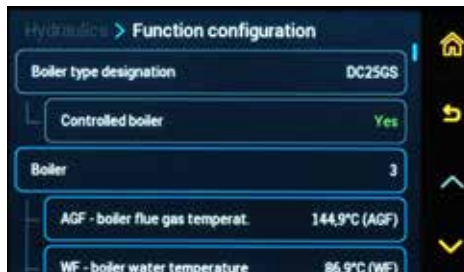 Hydraulics > Function configuration
Boiler type designation DC25GS
Controlled boiler Yes
Boiler 3
AGF - boiler flue gas temperat. 144,9°C (AGF)
WF - boiler water temperature 86,9°C (WF)